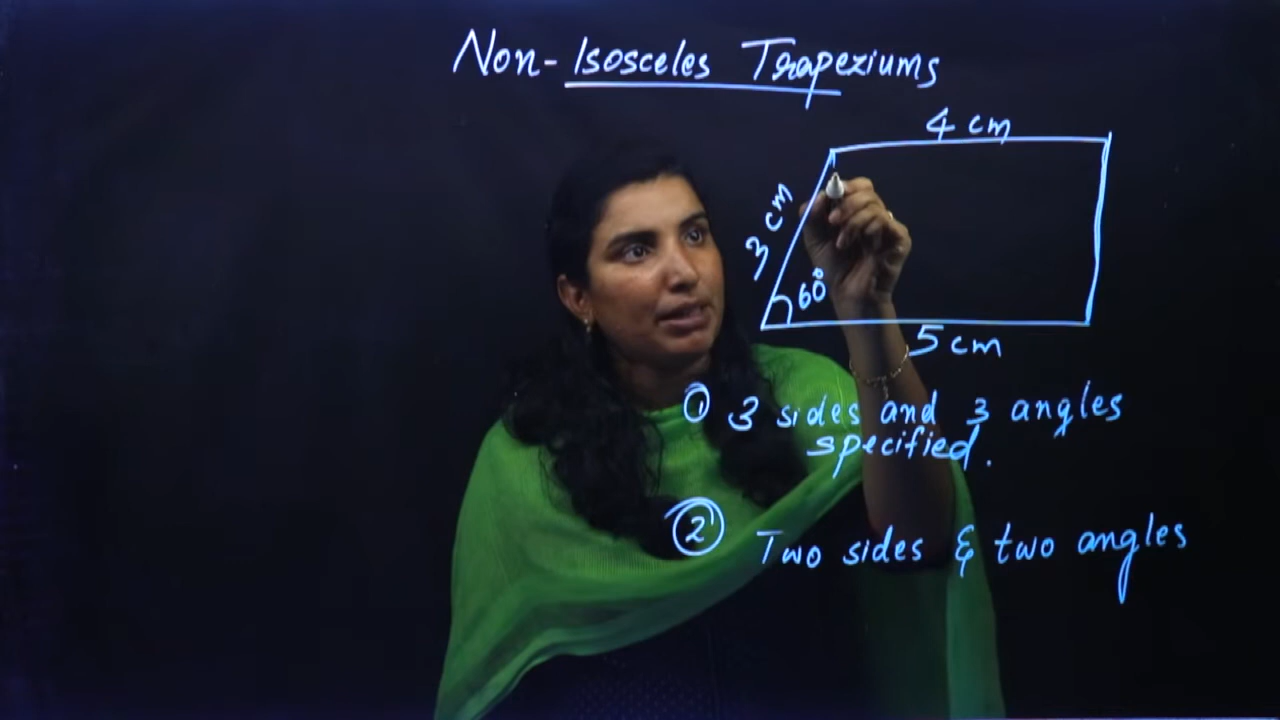 Non-Isosceles Trapeziums
4 cm
3 cm
60°
5 cm
① 3 sides and 3 angles
specified.
② Two sides & two angles